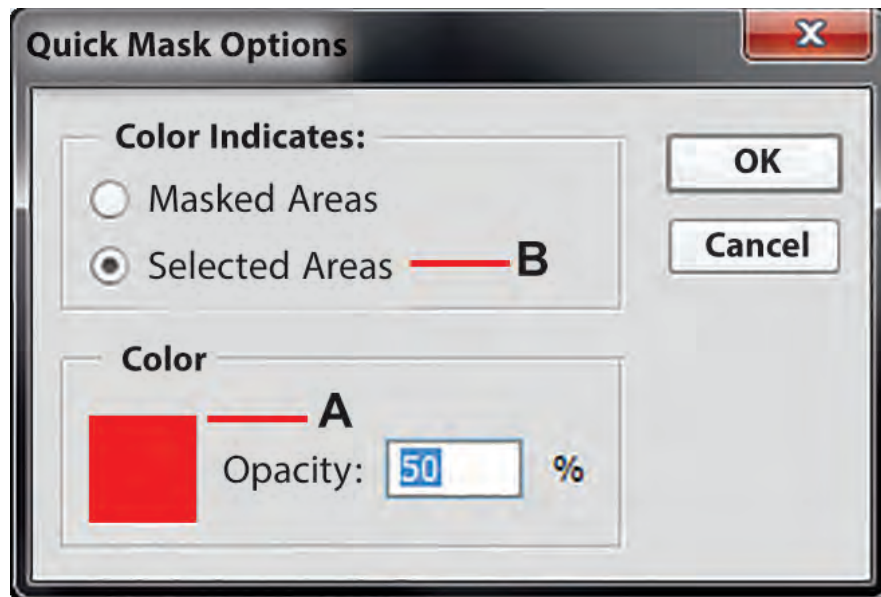 Quick Mask Options
Color Indicates:
Masked Areas
Selected Areas B
OK
Cancel
Color
A
Opacity: 50 %